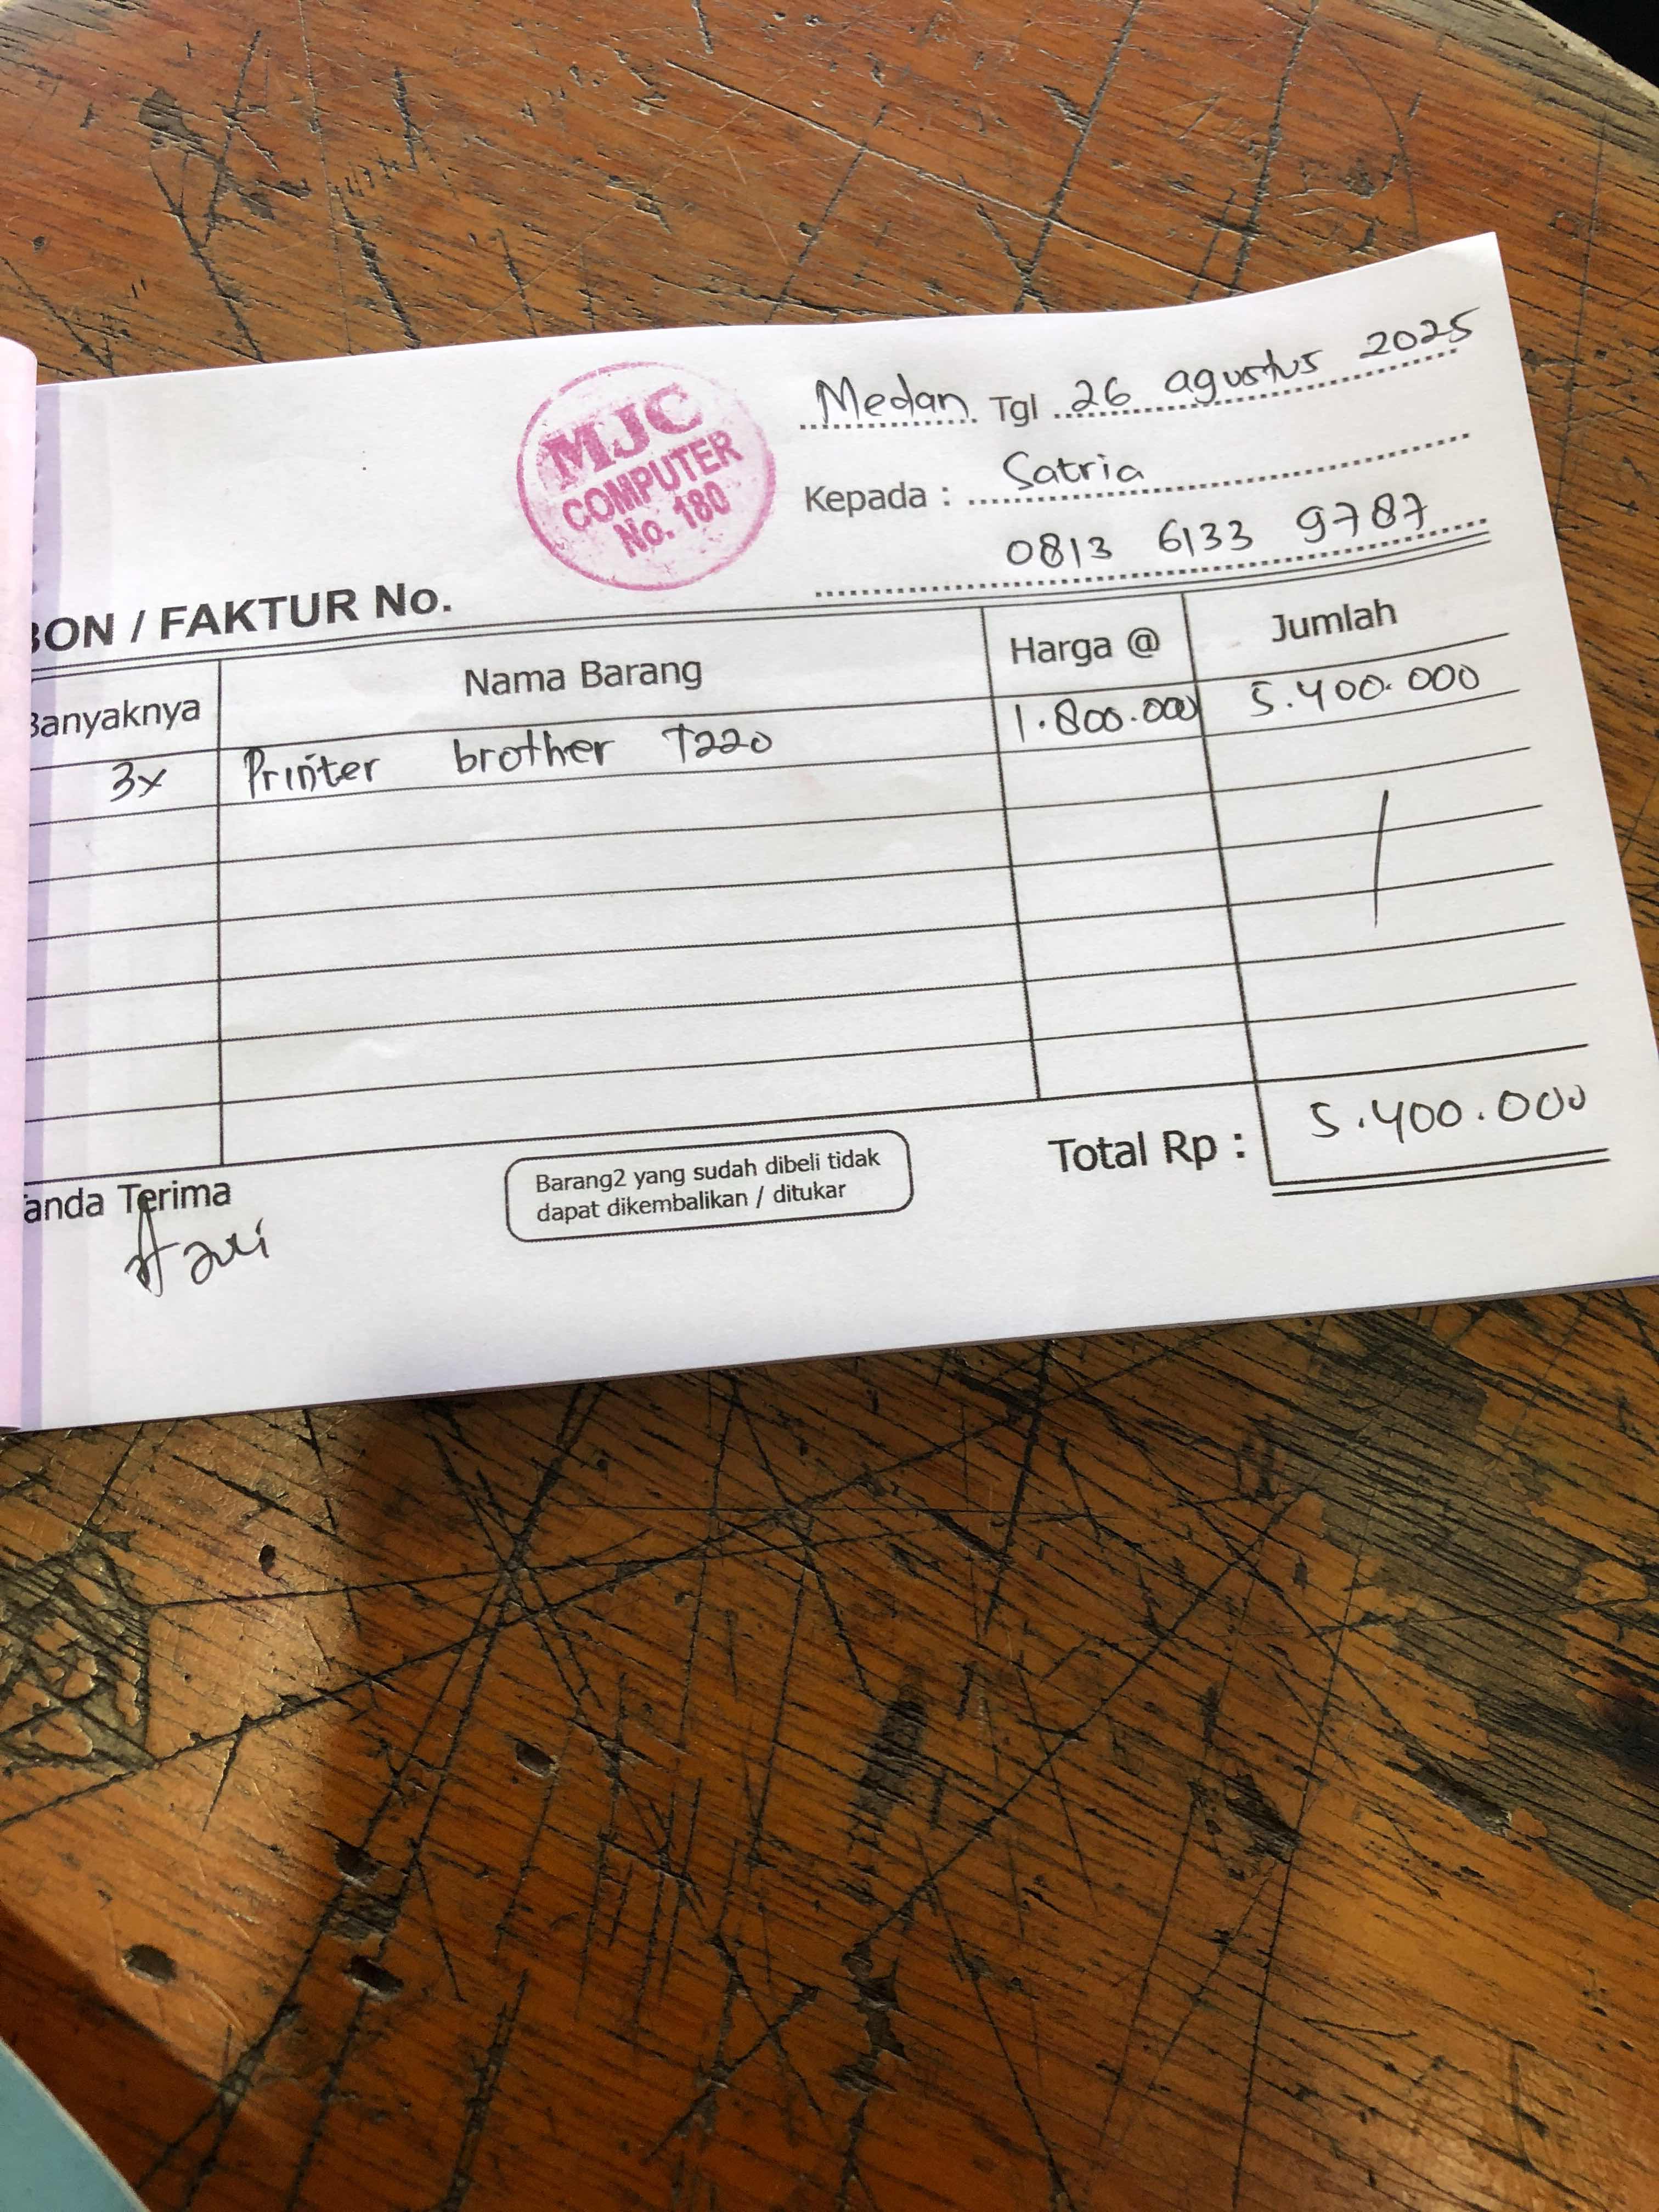 MJC
COMPUTER
No. 180
Medan Tgl 26 agustus 2025
Kepada : Satria
0813 6133 9787
BON / FAKTUR No.
Banyaknya Nama Barang Harga @ Jumlah
3x Printer brother T220 1.800.000 5.400.000
Total Rp : 5.400.000
Tanda Terima
Barang2 yang sudah dibeli tidak
dapat dikembalikan / ditukar